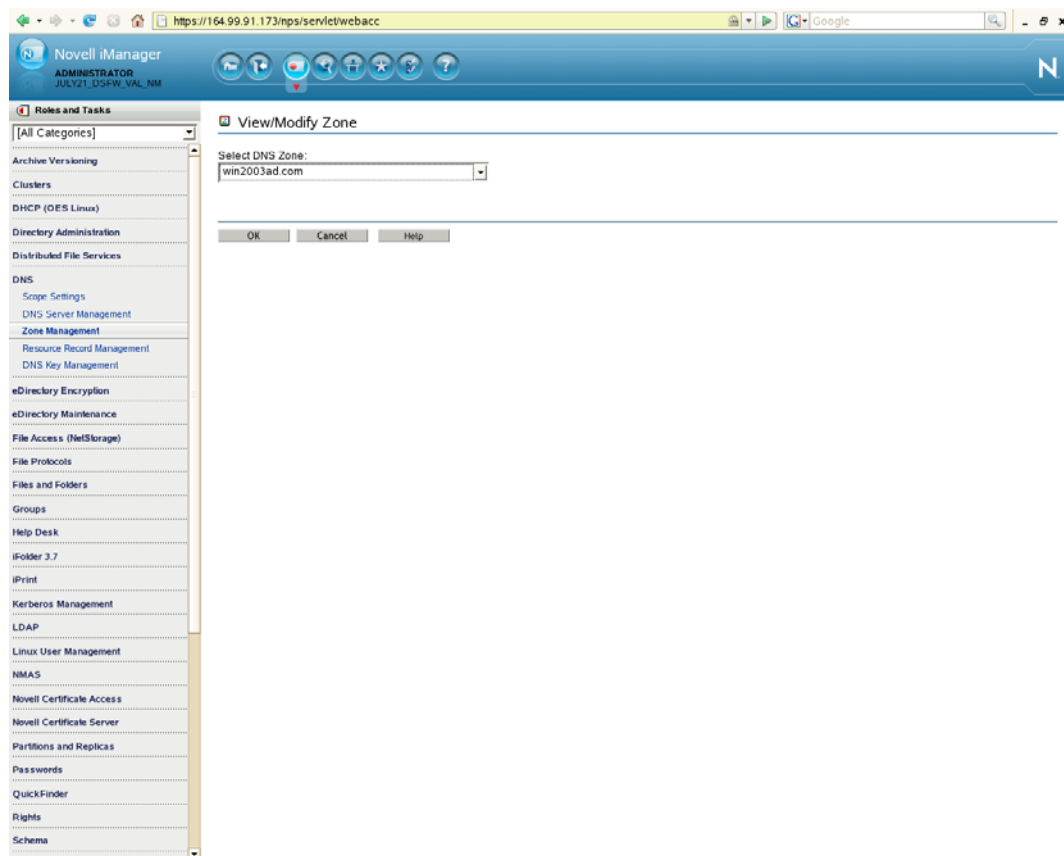 https://164.99.91.173/nps/servlet/webacc
Google
Novell iManager
ADMINISTRATOR
JULY21_DSFW_VAL_NM
N
Roles and Tasks
[All Categories]
Archive Versioning
Clusters
DHCP (OES Linux)
Directory Administration
Distributed File Services
DNS
Scope Settings
DNS Server Management
Zone Management
Resource Record Management
DNS Key Management
eDirectory Encryption
eDirectory Maintenance
File Access (NetStorage)
File Protocols
Files and Folders
Groups
Help Desk
iFolder 3.7
iPrint
Kerberos Management
LDAP
Linux User Management
NMAS
Novell Certificate Access
Novell Certificate Server
Partitions and Replicas
Passwords
QuickFinder
Rights
Schema
View/Modify Zone
Select DNS Zone:
win2003ad.com
OK Cancel Help